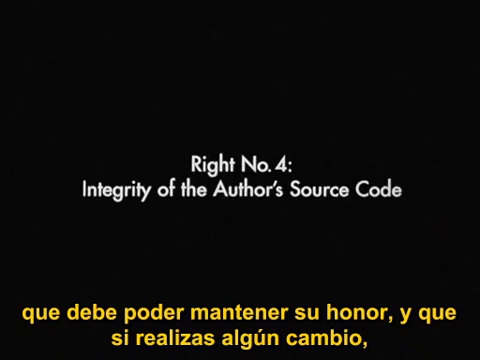 Right No. 4:
Integrity of the Author's Source Code
que debe poder mantener su honor, y que
si realizas algún cambio,